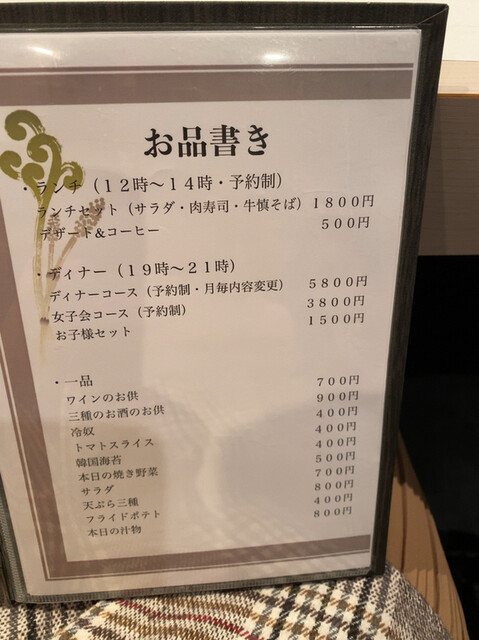 お品書き
・ランチ（１２時～１４時・予約制）
ランチセット（サラダ・肉寿司・牛慎そば）１８００円
デザート&コーヒー ５００円
・ディナー（１９時～２１時）
ディナーコース（予約制・月毎内容変更） ５８００円
・女子会コース（予約制） ３８００円
お子様セット １５００円
・一品
ワインのお供 ７００円
三種のお酒のお供 ９００円
冷奴 ４００円
トマトスライス ４００円
韓国海苔 ４００円
本日の焼き野菜 ５００円
サラダ ７００円
天ぷら三種 ８００円
フライドポテト ４００円
本日の汁物 ８００円